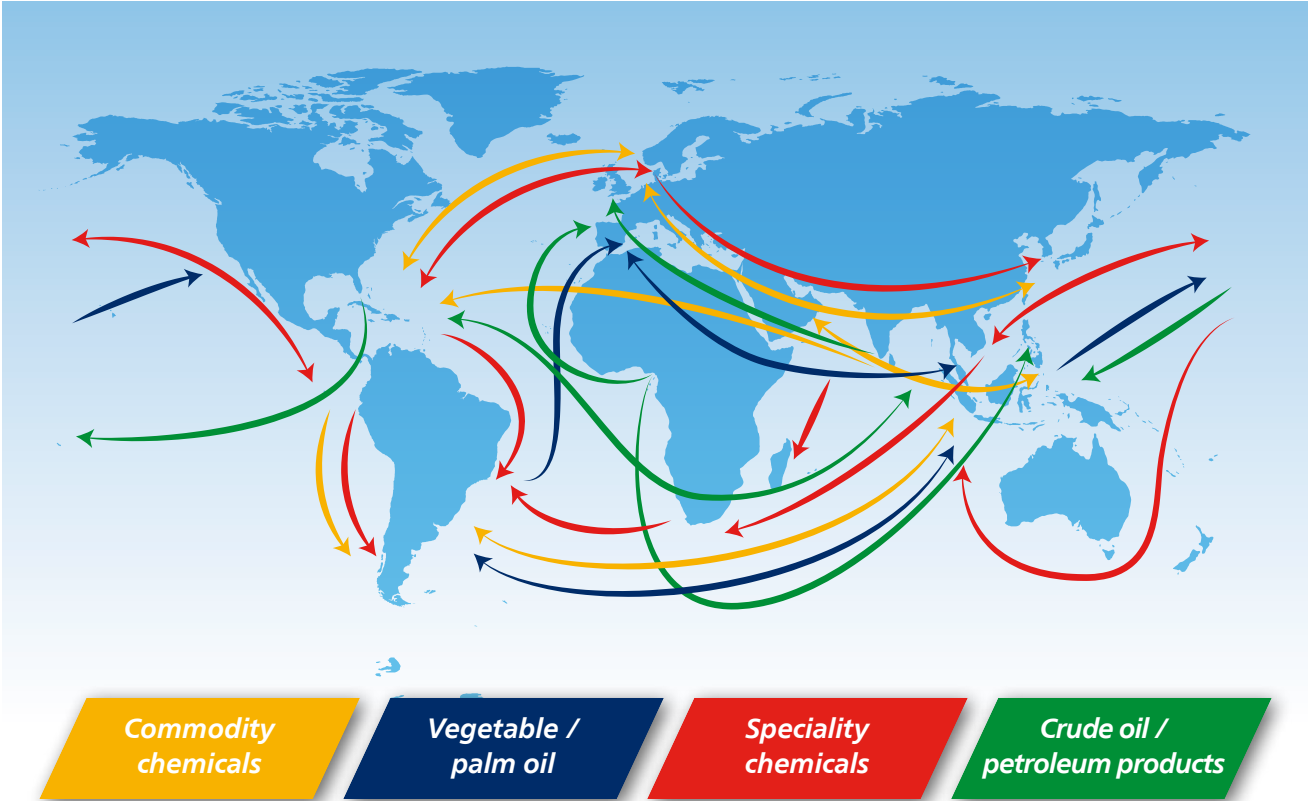 Commodity
chemicals
Vegetable /
palm oil
Speciality
chemicals
Crude oil /
petroleum products